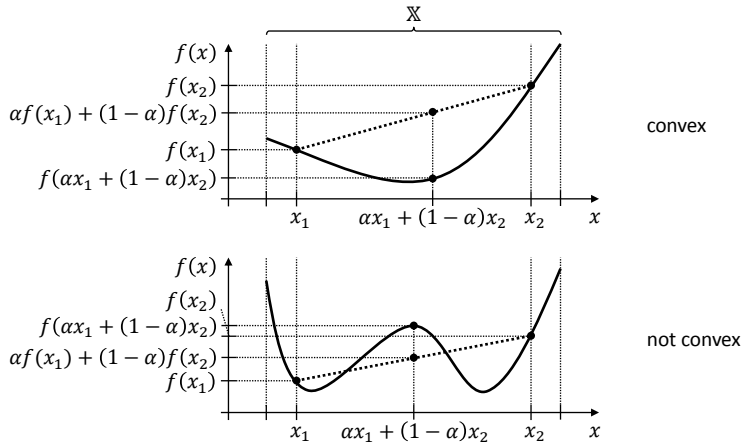 𝕏
f(x)
f(x₂)
αf(x₁) + (1 − α)f(x₂)
convex
f(x₁)
f(αx₁ + (1 − α)x₂)
x₁ αx₁ + (1 − α)x₂ x₂ x
f(x)
f(x₂)
f(αx₁ + (1 − α)x₂)
not convex
αf(x₁) + (1 − α)f(x₂)
f(x₁)
x₁ αx₁ + (1 − α)x₂ x₂ x